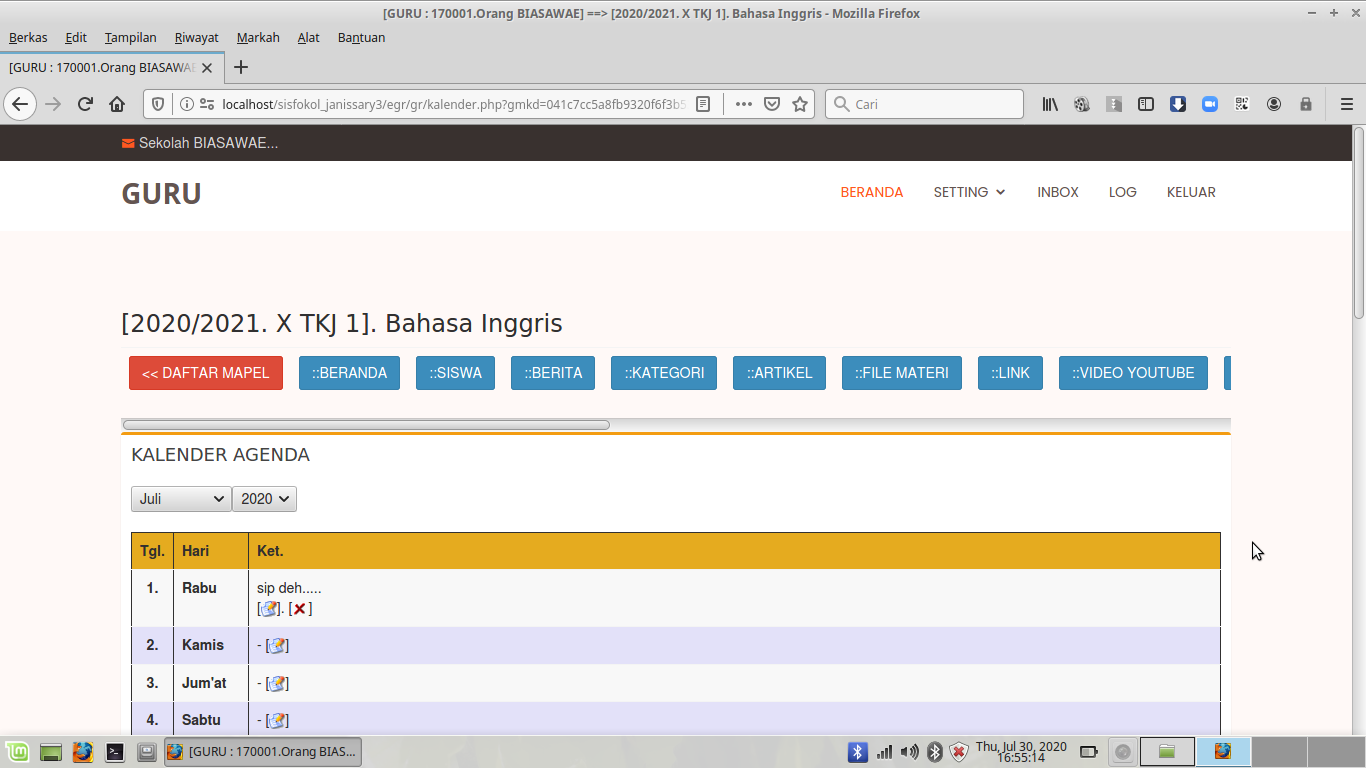 [GURU : 170001.Orang BIASAWAE] ==> [2020/2021. X TKJ 1]. Bahasa Inggris - Mozilla Firefox
Berkas Edit Tampilan Riwayat Markah Alat Bantuan
[GURU : 170001.Orang BIASAWAE
localhost/sisfokol_janissary3/egr/gr/kalender.php?gmkd=041c7cc5a8fb9320f6f3b5 Cari
Sekolah BIASAWAE...
GURU BERANDA SETTING INBOX LOG KELUAR
[2020/2021. X TKJ 1]. Bahasa Inggris
<< DAFTAR MAPEL ::BERANDA ::SISWA ::BERITA ::KATEGORI ::ARTIKEL ::FILE MATERI ::LINK ::VIDEO YOUTUBE
KALENDER AGENDA
Juli 2020
Tgl. Hari Ket.
1. Rabu sip deh.....
[]. [ ]
2. Kamis - []
3. Jum'at - []
4. Sabtu - []
[GURU : 170001.Orang BIAS... Thu, Jul 30, 2020
16:55:14